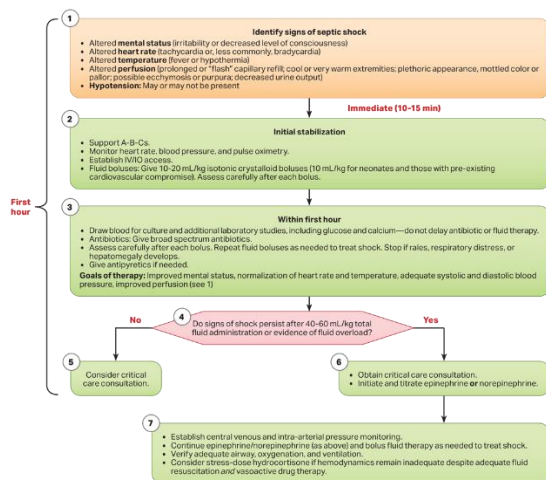 1
Identify signs of septic shock
• Altered mental status (irritability or decreased level of consciousness)
• Altered heart rate (tachycardia or, less commonly, bradycardia)
• Altered temperature (fever or hypothermia)
• Altered perfusion (prolonged or "flash" capillary refill; cool or very warm extremities; plethoric appearance, mottled color or
pallor; possible ecchymosis or purpura; decreased urine output)
• Hypotension: May or may not be present
Immediate (10-15 min)
2
Initial stabilization
• Support A-B-Cs.
• Monitor heart rate, blood pressure, and pulse oximetry.
• Establish IV/IO access.
• Fluid boluses: Give 10-20 mL/kg isotonic crystalloid boluses (10 mL/kg for neonates and those with pre-existing
cardiovascular compromise). Assess carefully after each bolus.
First
hour
3
Within first hour
• Draw blood for culture and additional laboratory studies, including glucose and calcium—do not delay antibiotic or fluid therapy.
• Antibiotics: Give broad spectrum antibiotics.
• Assess carefully after each bolus. Repeat fluid boluses as needed to treat shock. Stop if rales, respiratory distress, or
hepatomegaly develops.
• Give antipyretics if needed.
Goals of therapy: Improved mental status, normalization of heart rate and temperature, adequate systolic and diastolic blood
pressure, improved perfusion (see 1)
4
No
Do signs of shock persist after 40-60 mL/kg total
fluid administration or evidence of fluid overload?
Yes
5
Consider critical
care consultation.
6
• Obtain critical care consultation.
• Initiate and titrate epinephrine or norepinephrine.
7
• Establish central venous and intra-arterial pressure monitoring.
• Continue epinephrine/norepinephrine (as above) and bolus fluid therapy as needed to treat shock.
• Verify adequate airway, oxygenation, and ventilation.
• Consider stress-dose hydrocortisone if hemodynamics remain inadequate despite adequate fluid
resuscitation and vasoactive drug therapy.